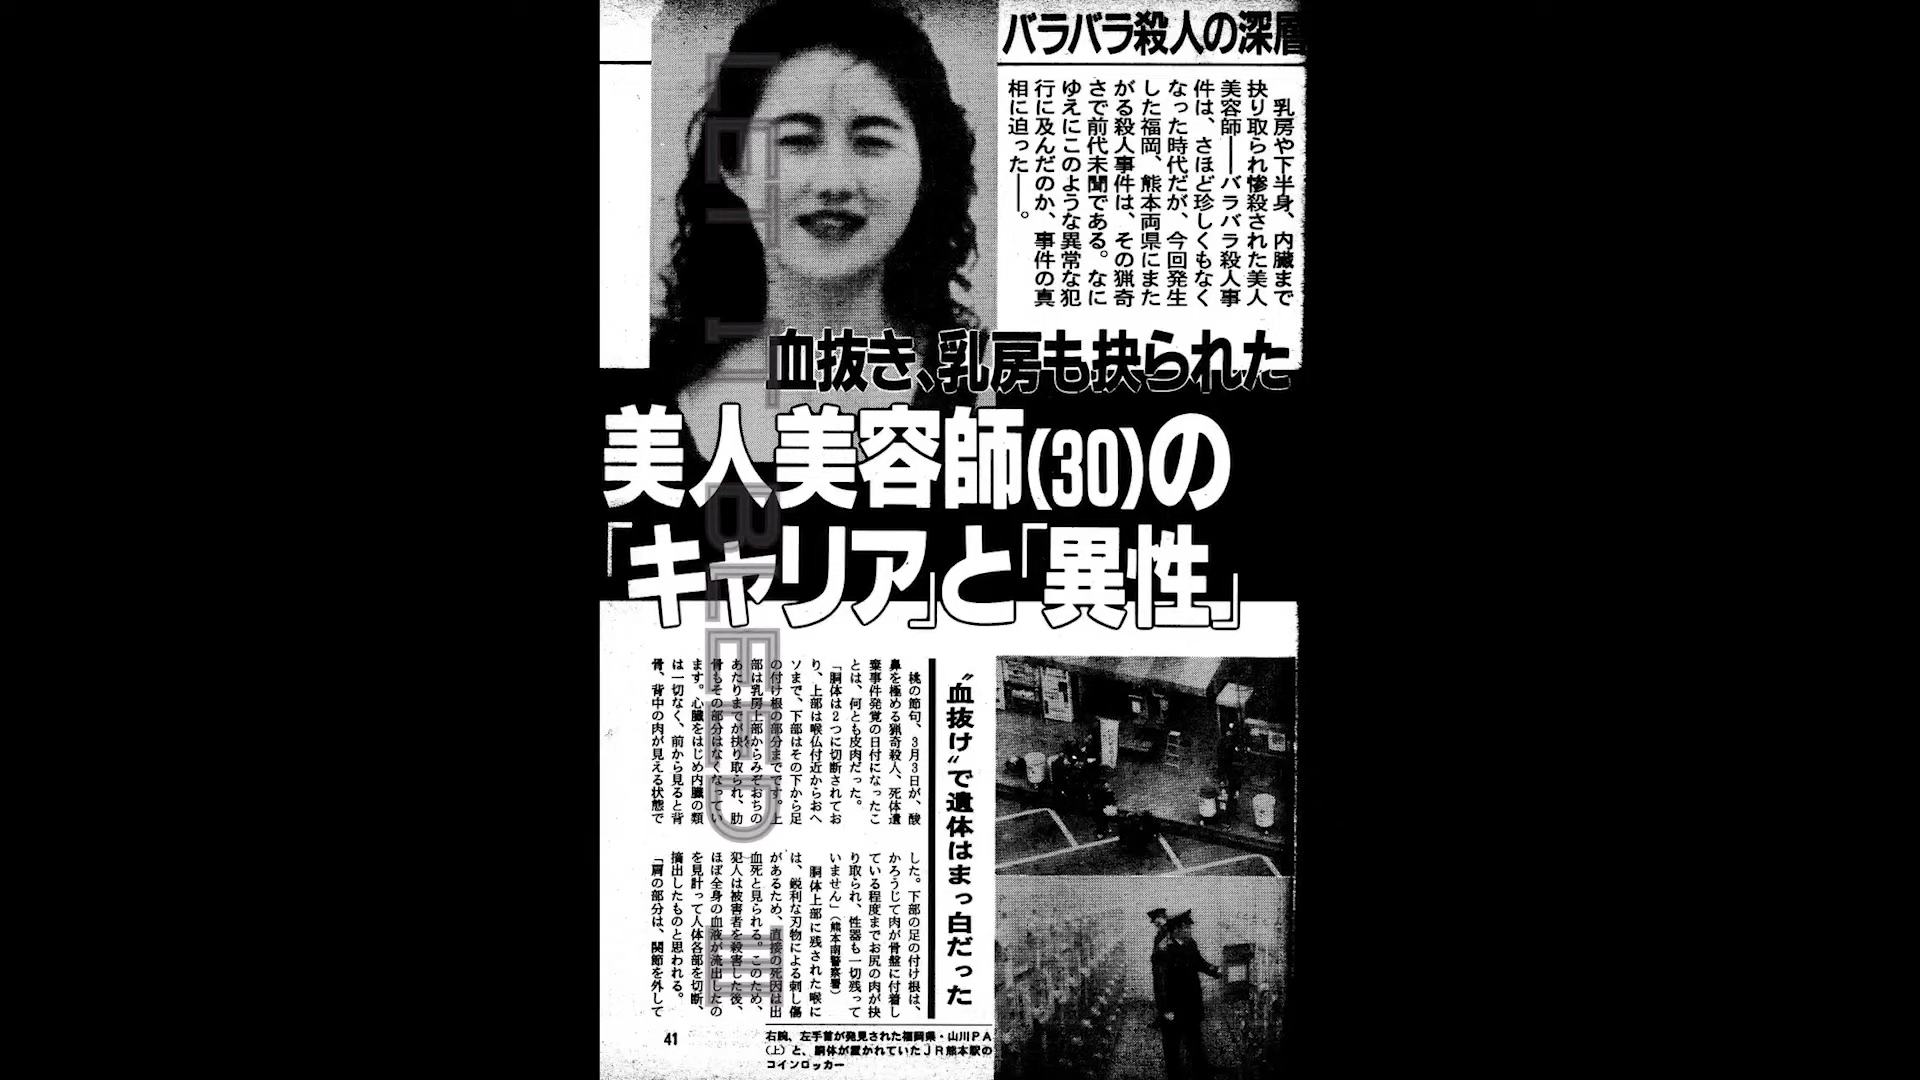 バラバラ殺人の深層
乳房や下半身、内臓まで
抉り取られ惨殺された美人
美容師――バラバラ殺人事
件は、さほど珍しくもなく
なった時代だが、今回発生
した福岡、熊本両県にまた
がる殺人事件は、その猟奇
さで前代未聞である。なに
ゆえにこのような異常な犯
行に及んだのか、事件の真
相に迫った――。
血抜き、乳房も抉られた
美人美容師(30)の
「キャリア」と「異性」
〝血抜け〟で遺体はまっ白だった
桃の節句、3月3日が、酸
鼻を極める猟奇殺人、死体遺
棄事件発覚の日付になったこ
とは、何とも皮肉だった。
「胴体は2つに切断されてお
り、上部は喉仏付近からおへ
ソまで、下部はその下から足
の付け根の部分までです。上
部は乳房上部からみぞおちの
あたりまでが抉り取られ、肋
骨もその部分はなくなってい
ます。心臓をはじめ内臓の類
は一切なく、前から見ると背
骨、背中の肉が見える状態で
した。下部の足の付け根は、
かろうじて肉が骨盤に付着し
ている程度までお尻の肉が抉
り取られ、性器も一切残って
いません」(熊本南警察署)
胴体上部に残された喉に
は、鋭利な刃物による刺し傷
があるため、直接の死因は出
血死と見られる。このため、
犯人は被害者を殺害した後、
ほぼ全身の血液が流出したの
を見計って人体各部を切断、
摘出したものと思われる。
「肩の部分は、関節を外して
右腕、左手首が発見された福岡県・山川PA
(上)と、胴体が置かれていたJR熊本駅の
コインロッカー
41
LET IT BLEED III